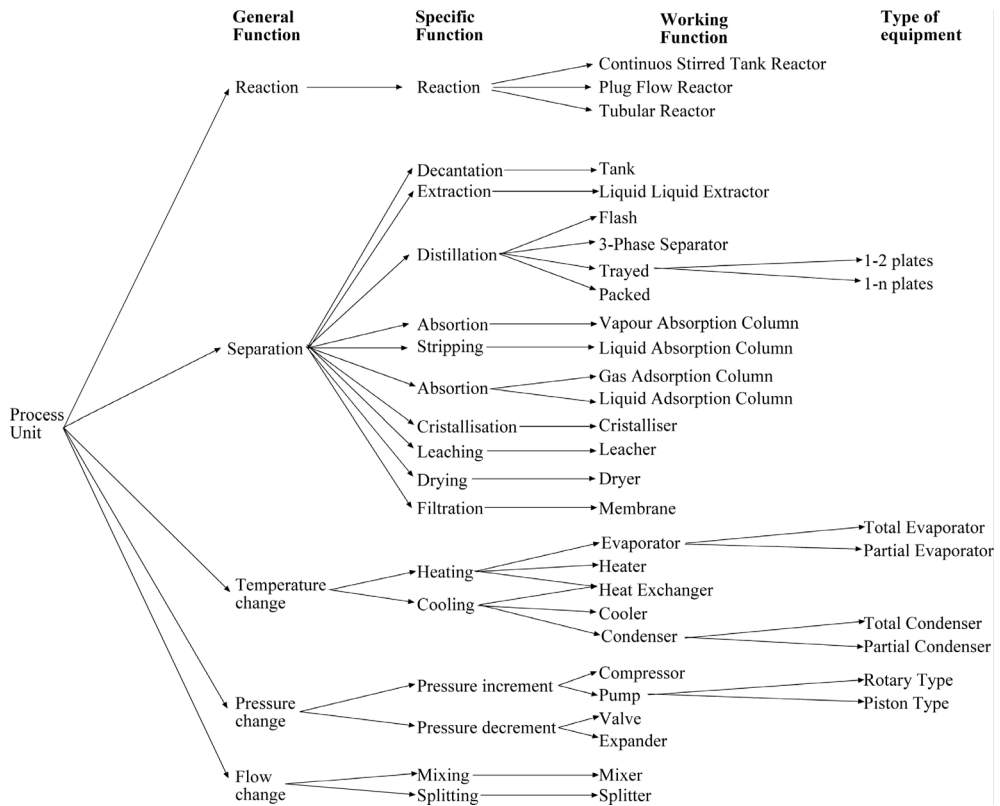 General Function
Specific Function
Working Function
Type of equipment
Process Unit
Reaction
Reaction
Continuos Stirred Tank Reactor
Plug Flow Reactor
Tubular Reactor
Separation
Decantation
Tank
Extraction
Liquid Liquid Extractor
Distillation
Flash
3-Phase Separator
Trayed
1-2 plates
1-n plates
Packed
Absortion
Vapour Absorption Column
Stripping
Liquid Absorption Column
Absortion
Gas Adsorption Column
Liquid Adsorption Column
Cristallisation
Cristalliser
Leaching
Leacher
Drying
Dryer
Filtration
Membrane
Temperature change
Heating
Evaporator
Total Evaporator
Partial Evaporator
Heater
Heat Exchanger
Cooling
Cooler
Condenser
Total Condenser
Partial Condenser
Pressure change
Pressure increment
Compressor
Pump
Rotary Type
Piston Type
Pressure decrement
Valve
Expander
Flow change
Mixing
Mixer
Splitting
Splitter